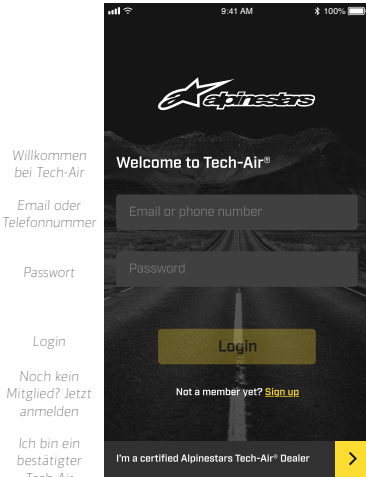 9:41 AM
100%
alpinestars
Willkommen
bei Tech-Air
Welcome to Tech-Air®
Email oder
Telefonnummer
Email or phone number
Passwort
Password
Login
Login
Noch kein
Mitglied? Jetzt
anmelden
Not a member yet? Sign up
Ich bin ein
bestätigter
Tech-Air
I'm a certified Alpinestars Tech-Air® Dealer